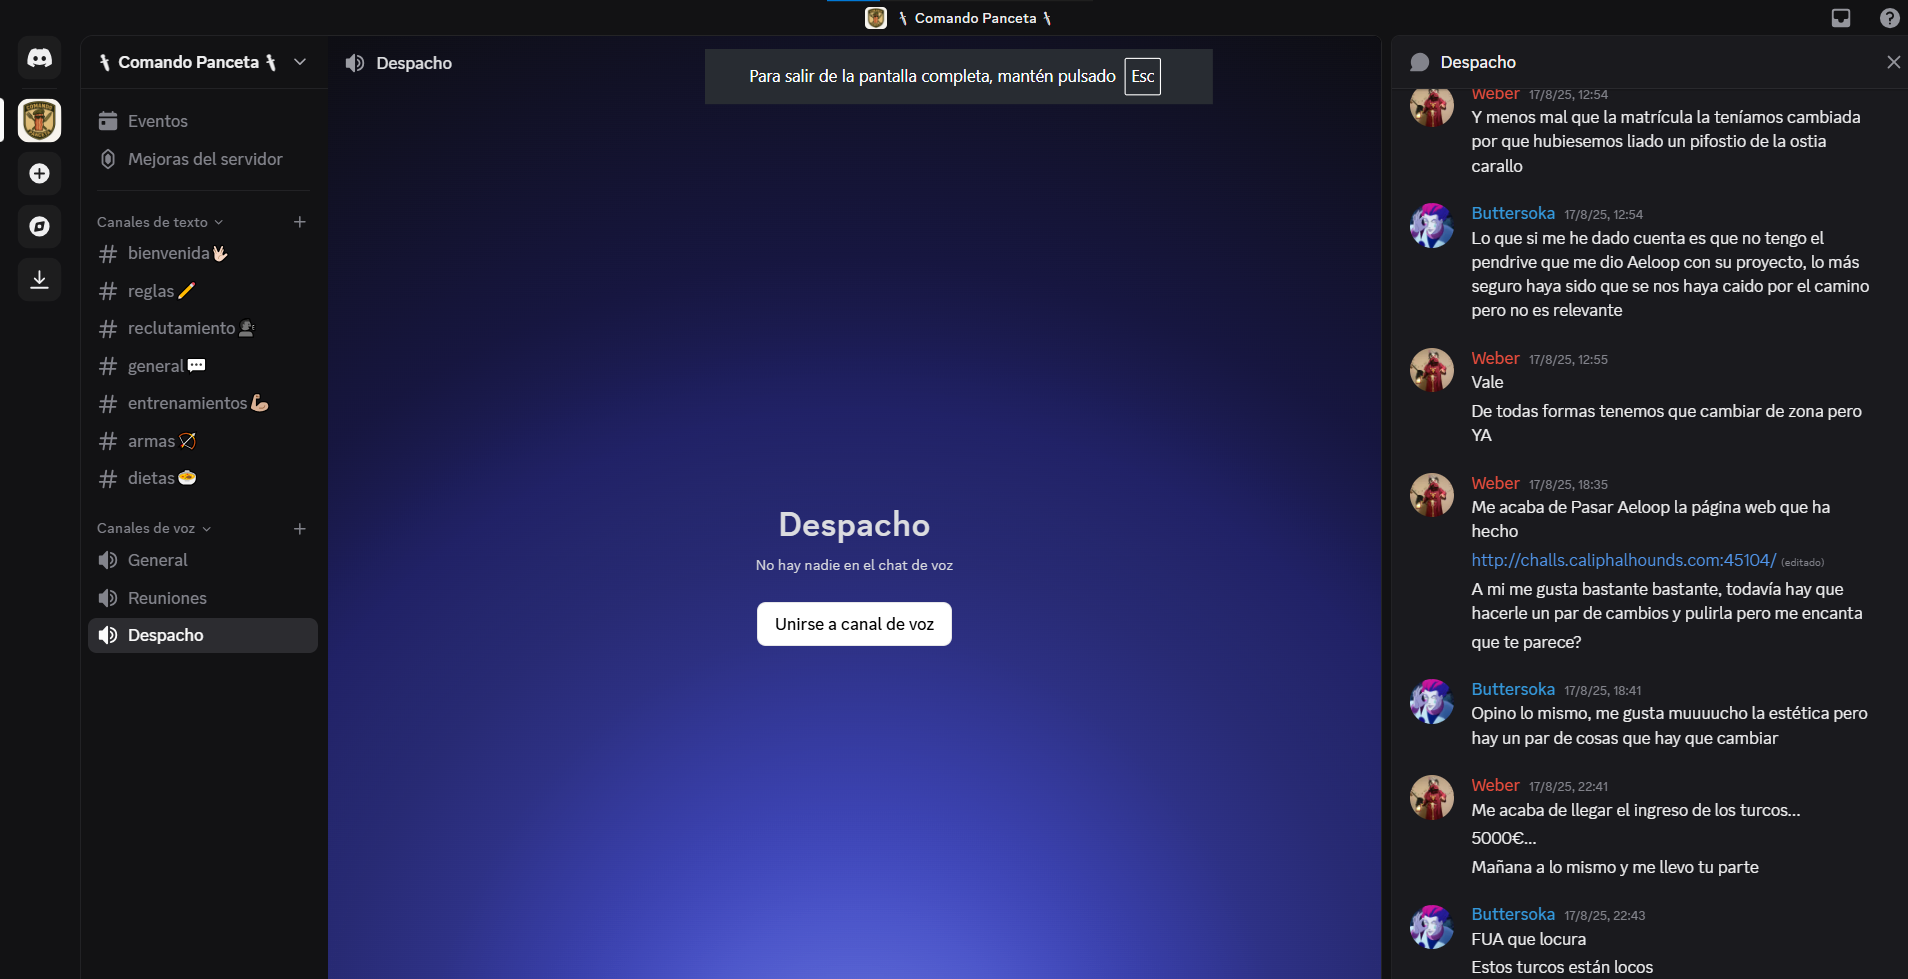 Comando Panceta
Comando Panceta
Eventos
Mejoras del servidor
Canales de texto
bienvenida
reglas
reclutamiento
general
entrenamientos
armas
dietas
Canales de voz
General
Reuniones
Despacho
Despacho
Para salir de la pantalla completa, mantén pulsado Esc
Despacho
No hay nadie en el chat de voz
Unirse a canal de voz
Despacho
Weber 17/8/25, 12:54
Y menos mal que la matrícula la teníamos cambiada
por que hubiesemos liado un pifostio de la ostia
carallo
Buttersoka 17/8/25, 12:54
Lo que si me he dado cuenta es que no tengo el
pendrive que me dio Aeloop con su proyecto, lo más
seguro haya sido que se nos haya caido por el camino
pero no es relevante
Weber 17/8/25, 12:55
Vale
De todas formas tenemos que cambiar de zona pero
YA
Weber 17/8/25, 18:35
Me acaba de Pasar Aeloop la página web que ha
hecho
http://challs.caliphalhounds.com:45104/ (editado)
A mi me gusta bastante bastante, todavía hay que
hacerle un par de cambios y pulirla pero me encanta
que te parece?
Buttersoka 17/8/25, 18:41
Opino lo mismo, me gusta muuuucho la estética pero
hay un par de cosas que hay que cambiar
Weber 17/8/25, 22:41
Me acaba de llegar el ingreso de los turcos...
5000€...
Mañana a lo mismo y me llevo tu parte
Buttersoka 17/8/25, 22:43
FUA que locura
Estos turcos están locos